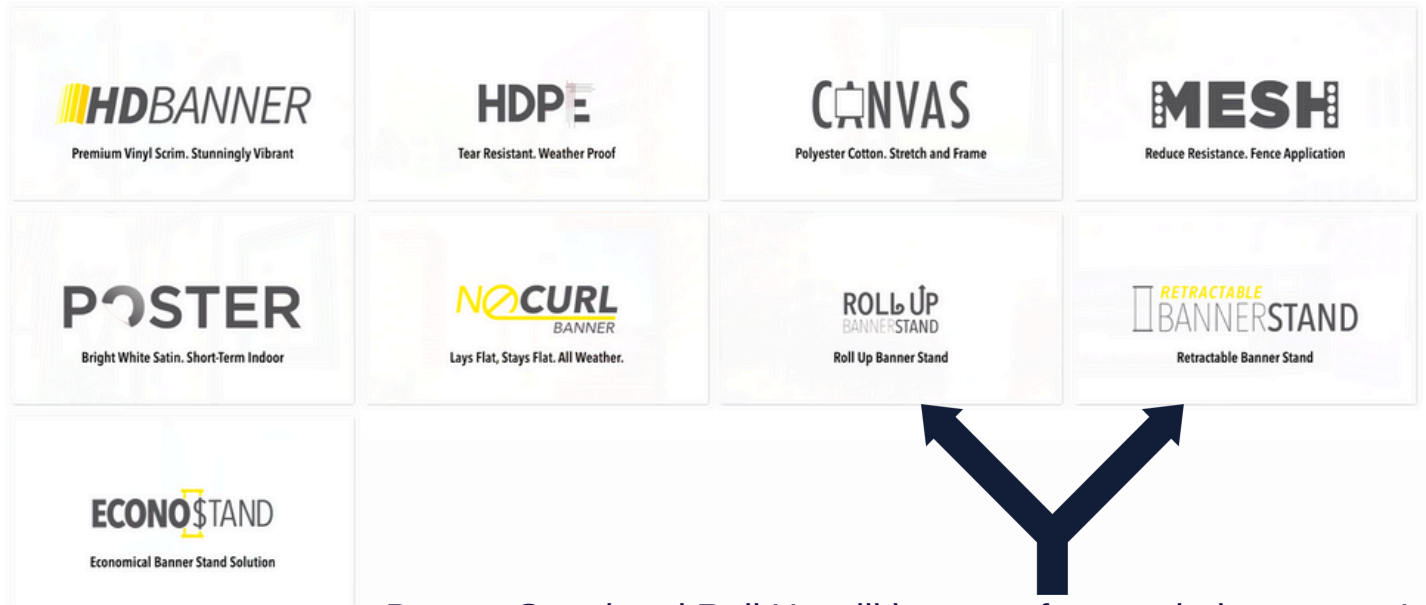 HDBANNER
Premium Vinyl Scrim. Stunningly Vibrant
HDPE
Tear Resistant. Weather Proof
CANVAS
Polyester Cotton. Stretch and Frame
MESH
Reduce Resistance. Fence Application
POSTER
Bright White Satin. Short-Term Indoor
NOCURL
BANNER
Lays Flat, Stays Flat. All Weather.
ROLL UP
BANNERSTAND
Roll Up Banner Stand
RETRACTABLE
BANNERSTAND
Retractable Banner Stand
ECONO$TAND
Economical Banner Stand Solution